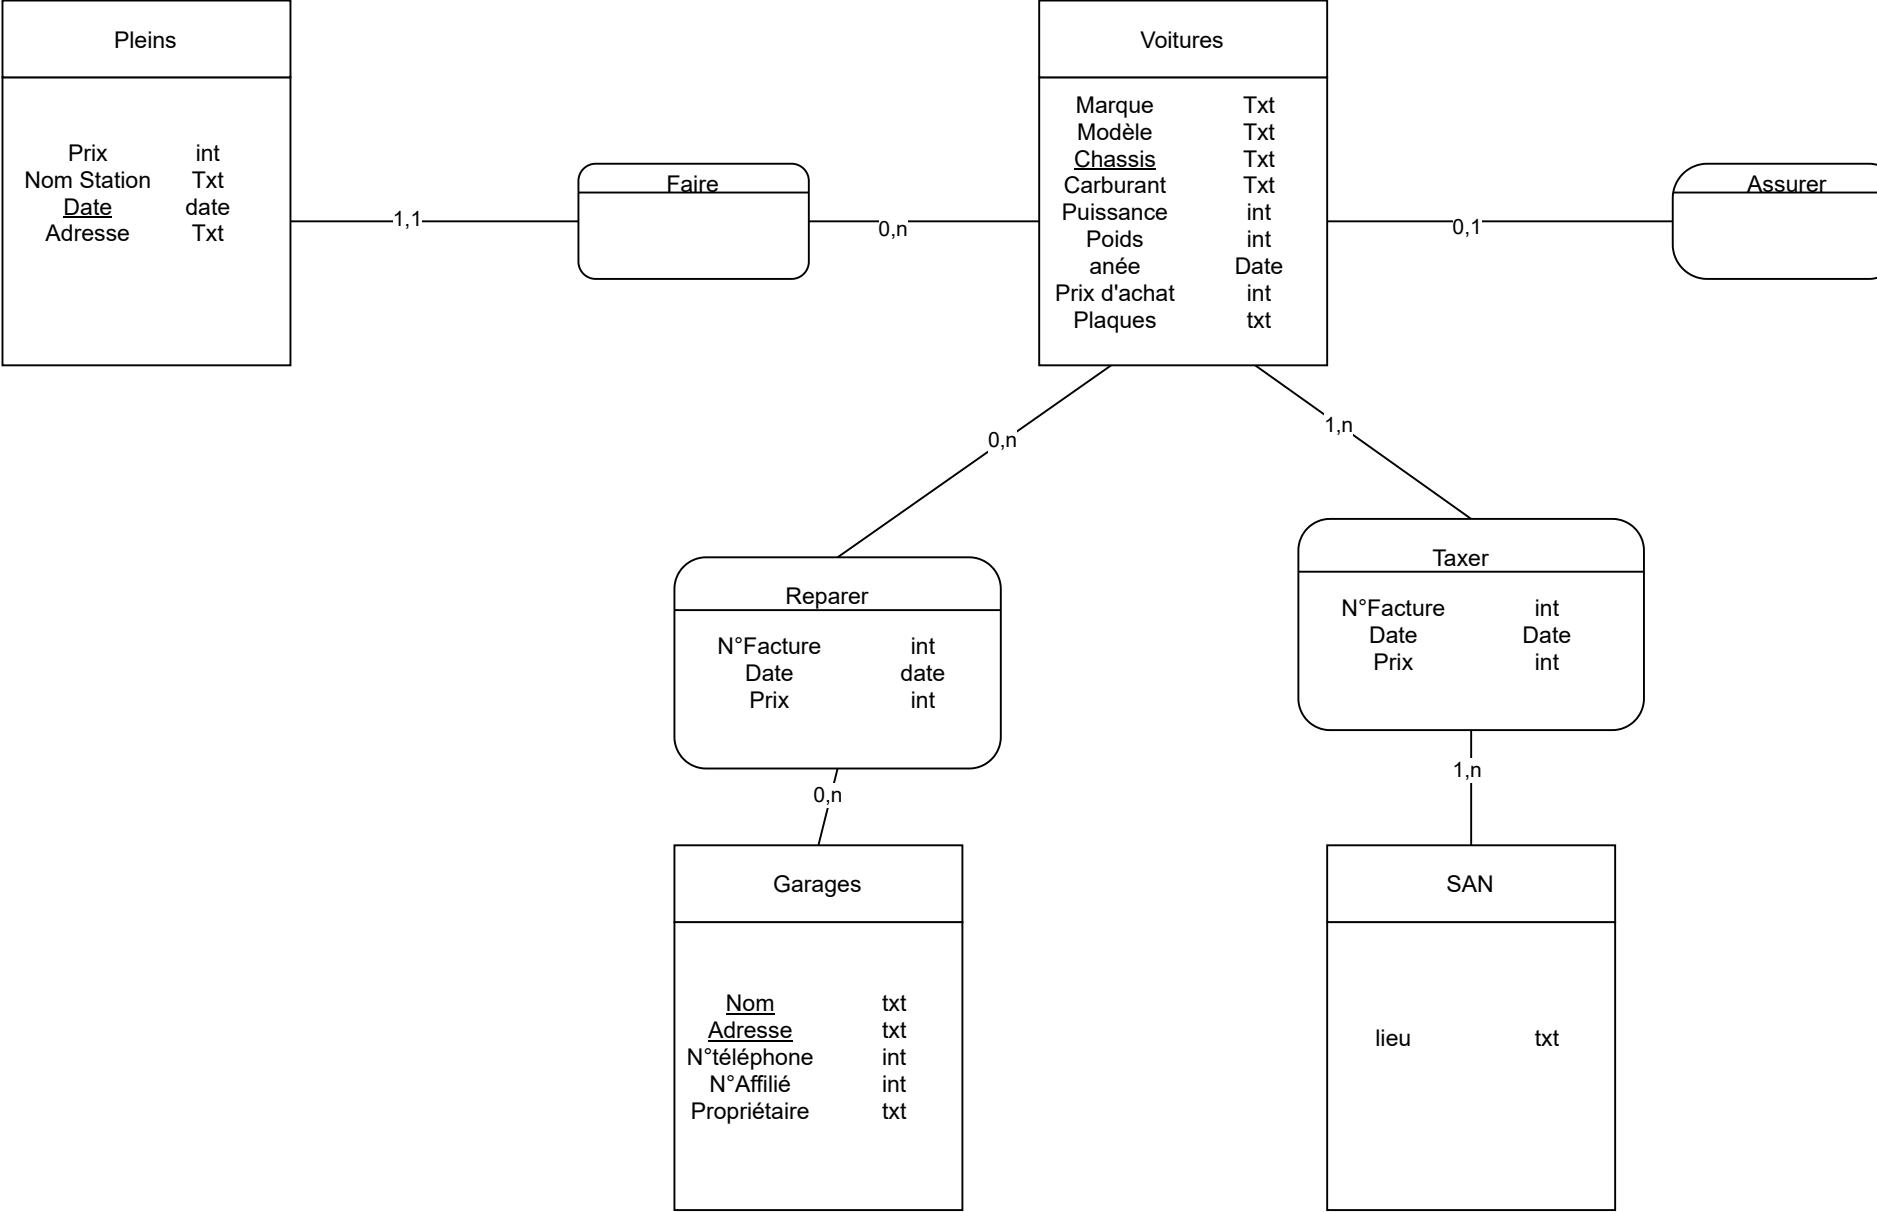 Pleins
Prix int
Nom Station Txt
Date date
Adresse Txt
1,1
Faire
0,n
Voitures
Marque Txt
Modèle Txt
Chassis Txt
Carburant Txt
Puissance int
Poids int
anée Date
Prix d'achat int
Plaques txt
0,1
Assurer
0,n
1,n
Reparer
N°Facture int
Date date
Prix int
Taxer
N°Facture int
Date Date
Prix int
0,n
1,n
Garages
Nom txt
Adresse txt
N°téléphone int
N°Affilié int
Propriétaire txt
SAN
lieu txt